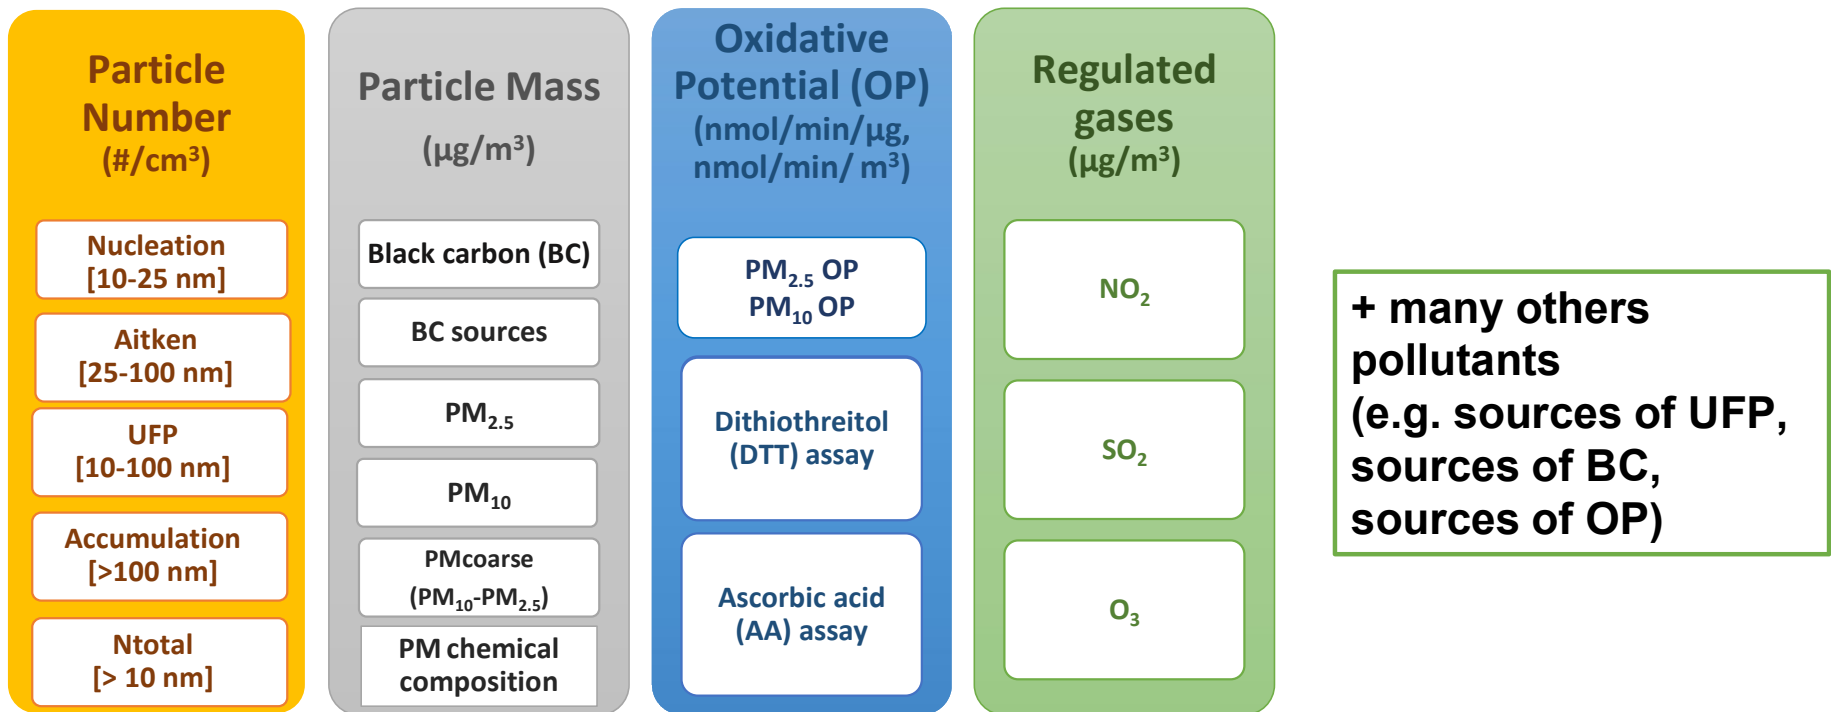 Particle
Number
(#/cm³)
Nucleation
[10-25 nm]
Aitken
[25-100 nm]
UFP
[10-100 nm]
Accumulation
[>100 nm]
Ntotal
[> 10 nm]
Particle Mass
(µg/m³)
Black carbon (BC)
BC sources
PM₂.₅
PM₁₀
PMcoarse
(PM₁₀-PM₂.₅)
PM chemical
composition
Oxidative
Potential (OP)
(nmol/min/µg,
nmol/min/ m³)
PM₂.₅ OP
PM₁₀ OP
Dithiothreitol
(DTT) assay
Ascorbic acid
(AA) assay
Regulated
gases
(µg/m³)
NO₂
SO₂
O₃
+ many others
pollutants
(e.g. sources of UFP,
sources of BC,
sources of OP)